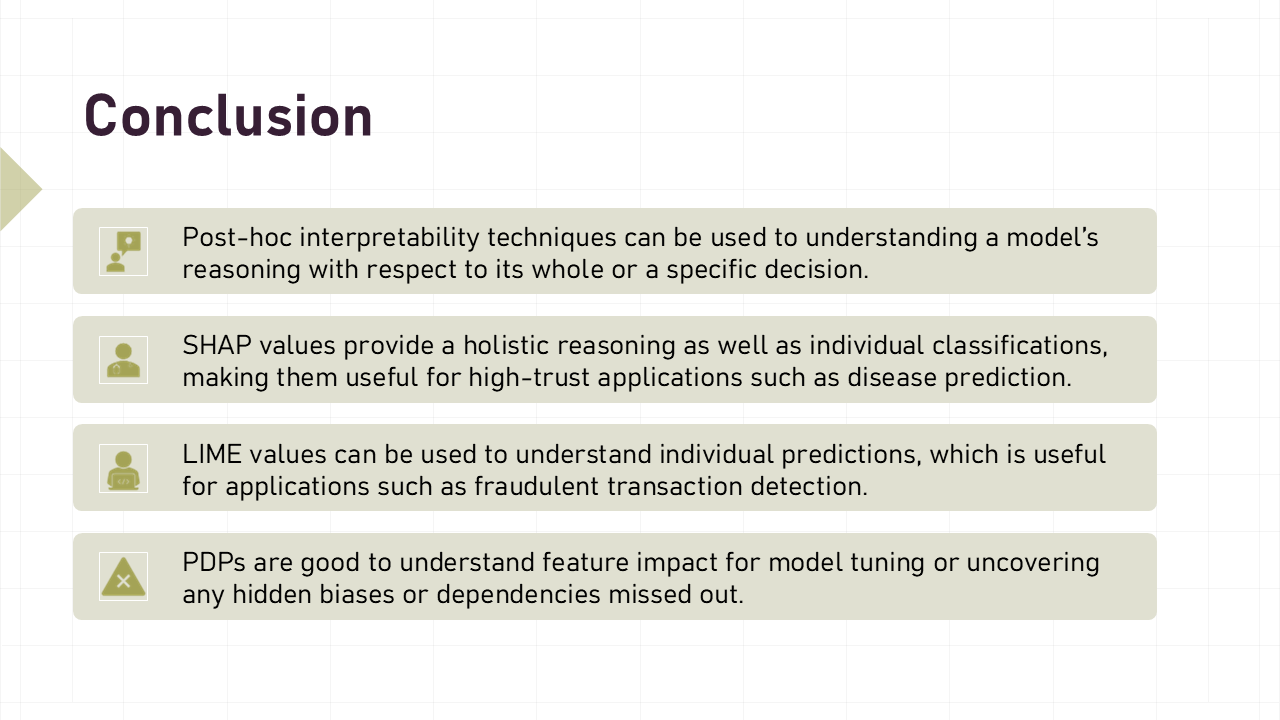 Conclusion
Post-hoc interpretability techniques can be used to understanding a model’s
reasoning with respect to its whole or a specific decision.
SHAP values provide a holistic reasoning as well as individual classifications,
making them useful for high-trust applications such as disease prediction.
LIME values can be used to understand individual predictions, which is useful
for applications such as fraudulent transaction detection.
PDPs are good to understand feature impact for model tuning or uncovering
any hidden biases or dependencies missed out.